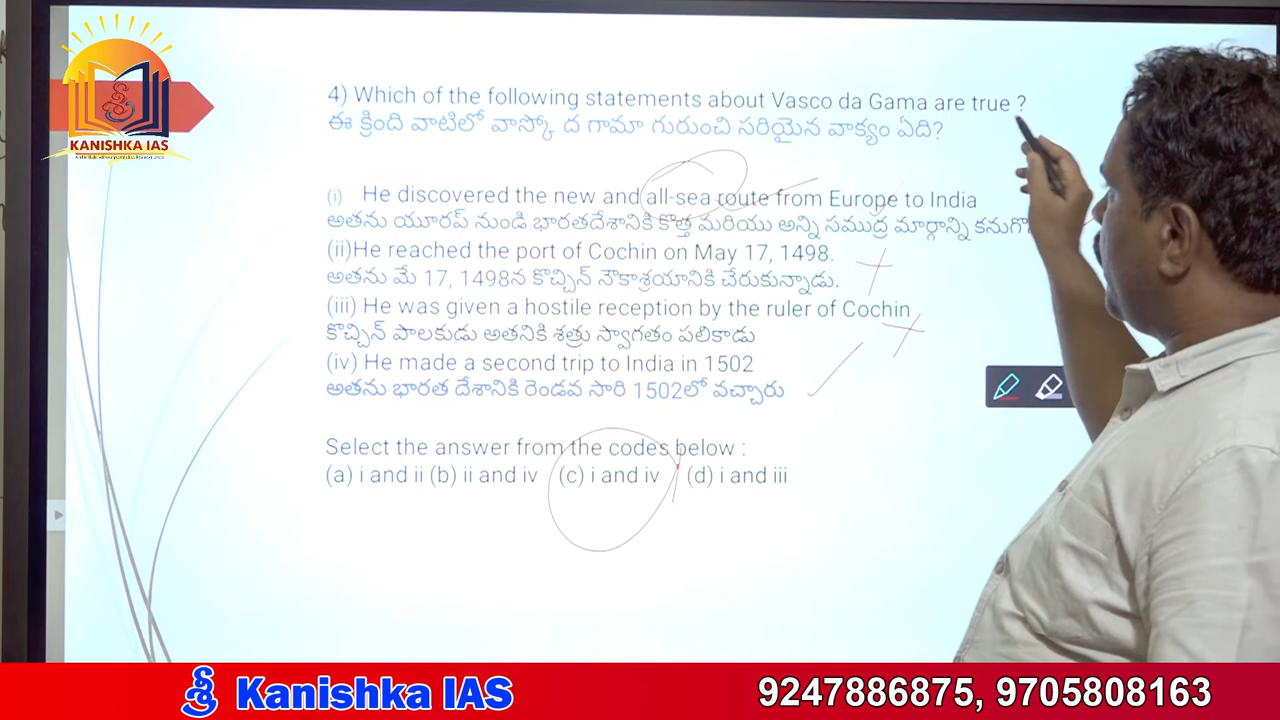 KANISHKA IAS
4) Which of the following statements about Vasco da Gama are true ?
ఈ క్రింది వాటిలో వాస్కో ద గామా గురుంచి సరియైన వాక్యం ఏది?
(i) He discovered the new and all-sea route from Europe to India
అతను యూరప్ నుండి భారతదేశానికి కొత్త మరియు అన్ని సముద్ర మార్గాన్ని
(ii)He reached the port of Cochin on May 17, 1498.
అతను మే 17, 1498న కొచ్చిన్ నౌకాశ్రయానికి చేరుకున్నాడు.
(iii) He was given a hostile reception by the ruler of Cochin
కొచ్చిన్ పాలకుడు అతనికి శత్రు స్వాగతం పలికాడు
(iv) He made a second trip to India in 1502
అతను భారత దేశానికి రెండవ సారి 1502లో వచ్చారు
Select the answer from the codes below :
(a) i and ii (b) ii and iv (c) i and iv (d) i and iii
శ్రీ Kanishka IAS 9247886875, 9705808163